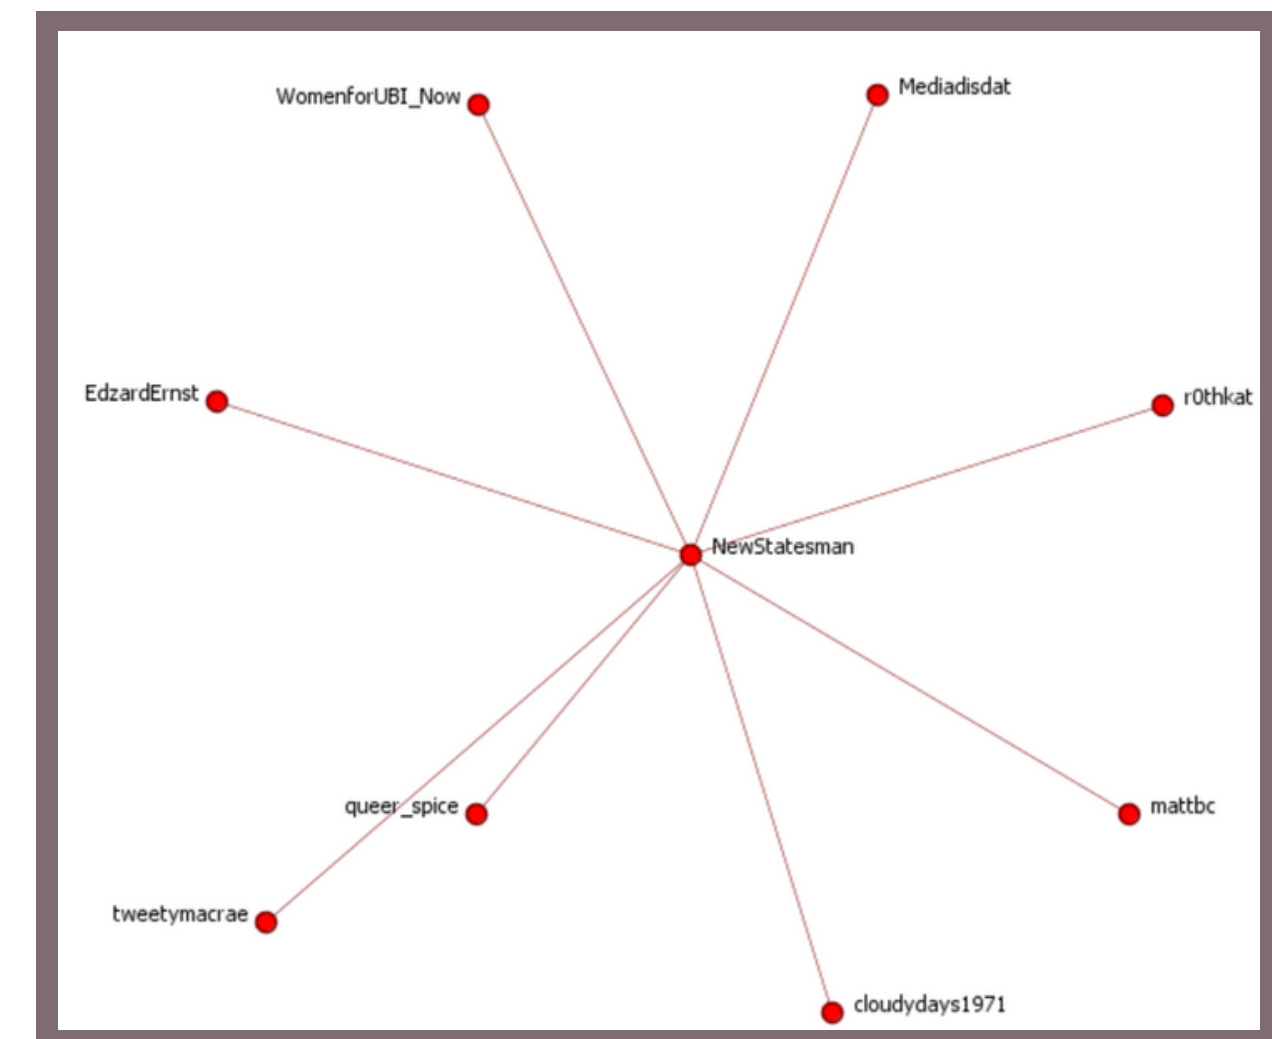 Mediadisdat
WomenforUBI_Now
EdzardErnst
r0thkat
NewStatesman
queer_spice
mattbc
tweetymacrae
cloudydays1971